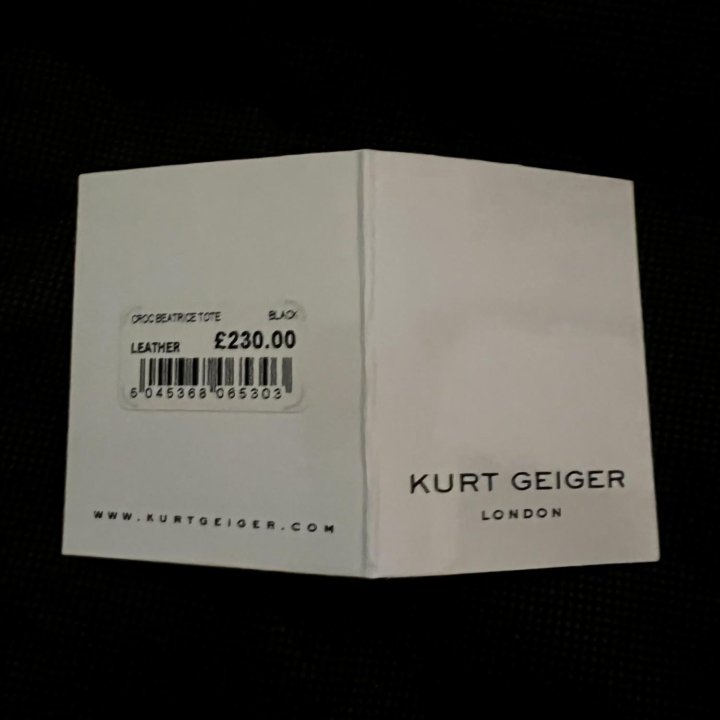 CROC BEATRICE TOTE BLACK
LEATHER £230.00
5 045368 065303
WWW.KURTGEIGER.COM
KURT GEIGER
LONDON